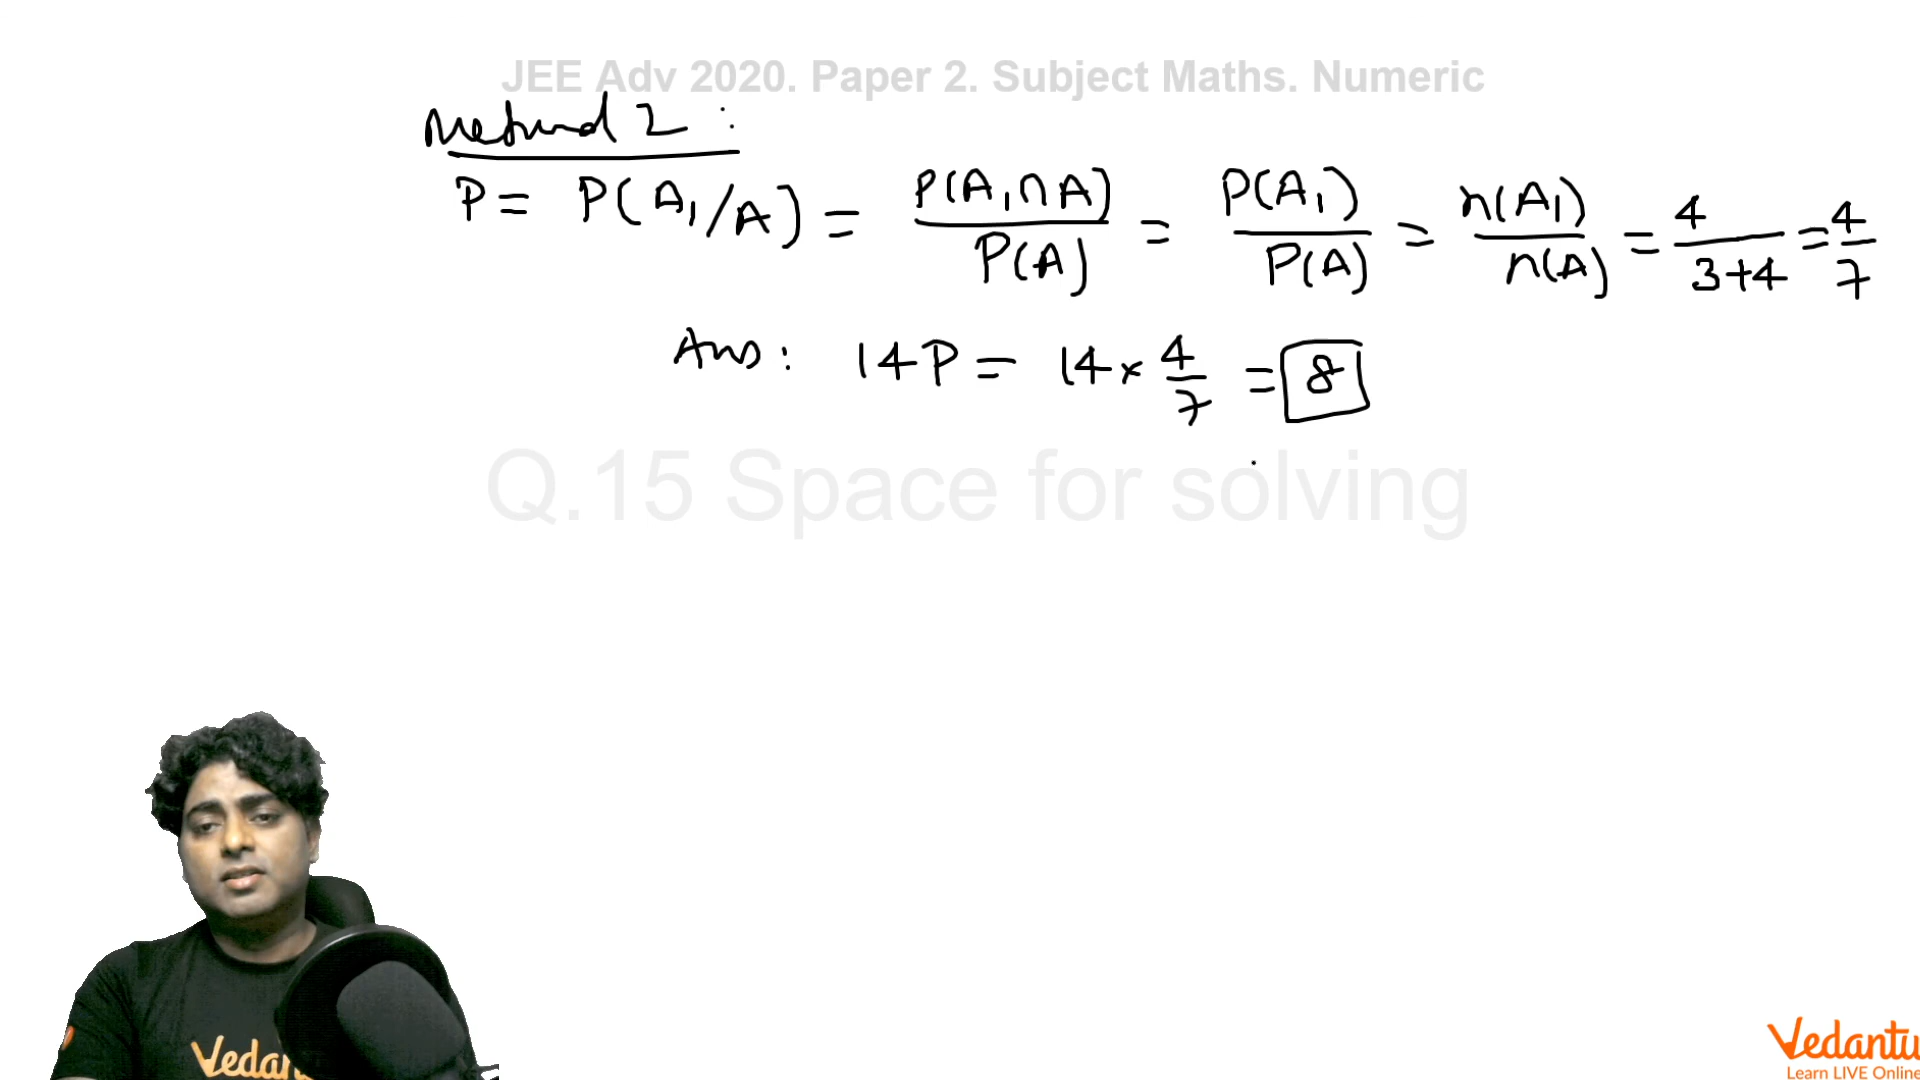 JEE Adv 2020. Paper 2. Subject Maths. Numeric
Method 2 :
P = P(A₁/A) = P(A₁∩A)/P(A) = P(A₁)/P(A) = n(A₁)/n(A) = 4/(3+4) = 4/7
Ans: 14P = 14 × 4/7 = 8
Q.15 Space for solving
Vedan
Vedantu
Learn LIVE Online